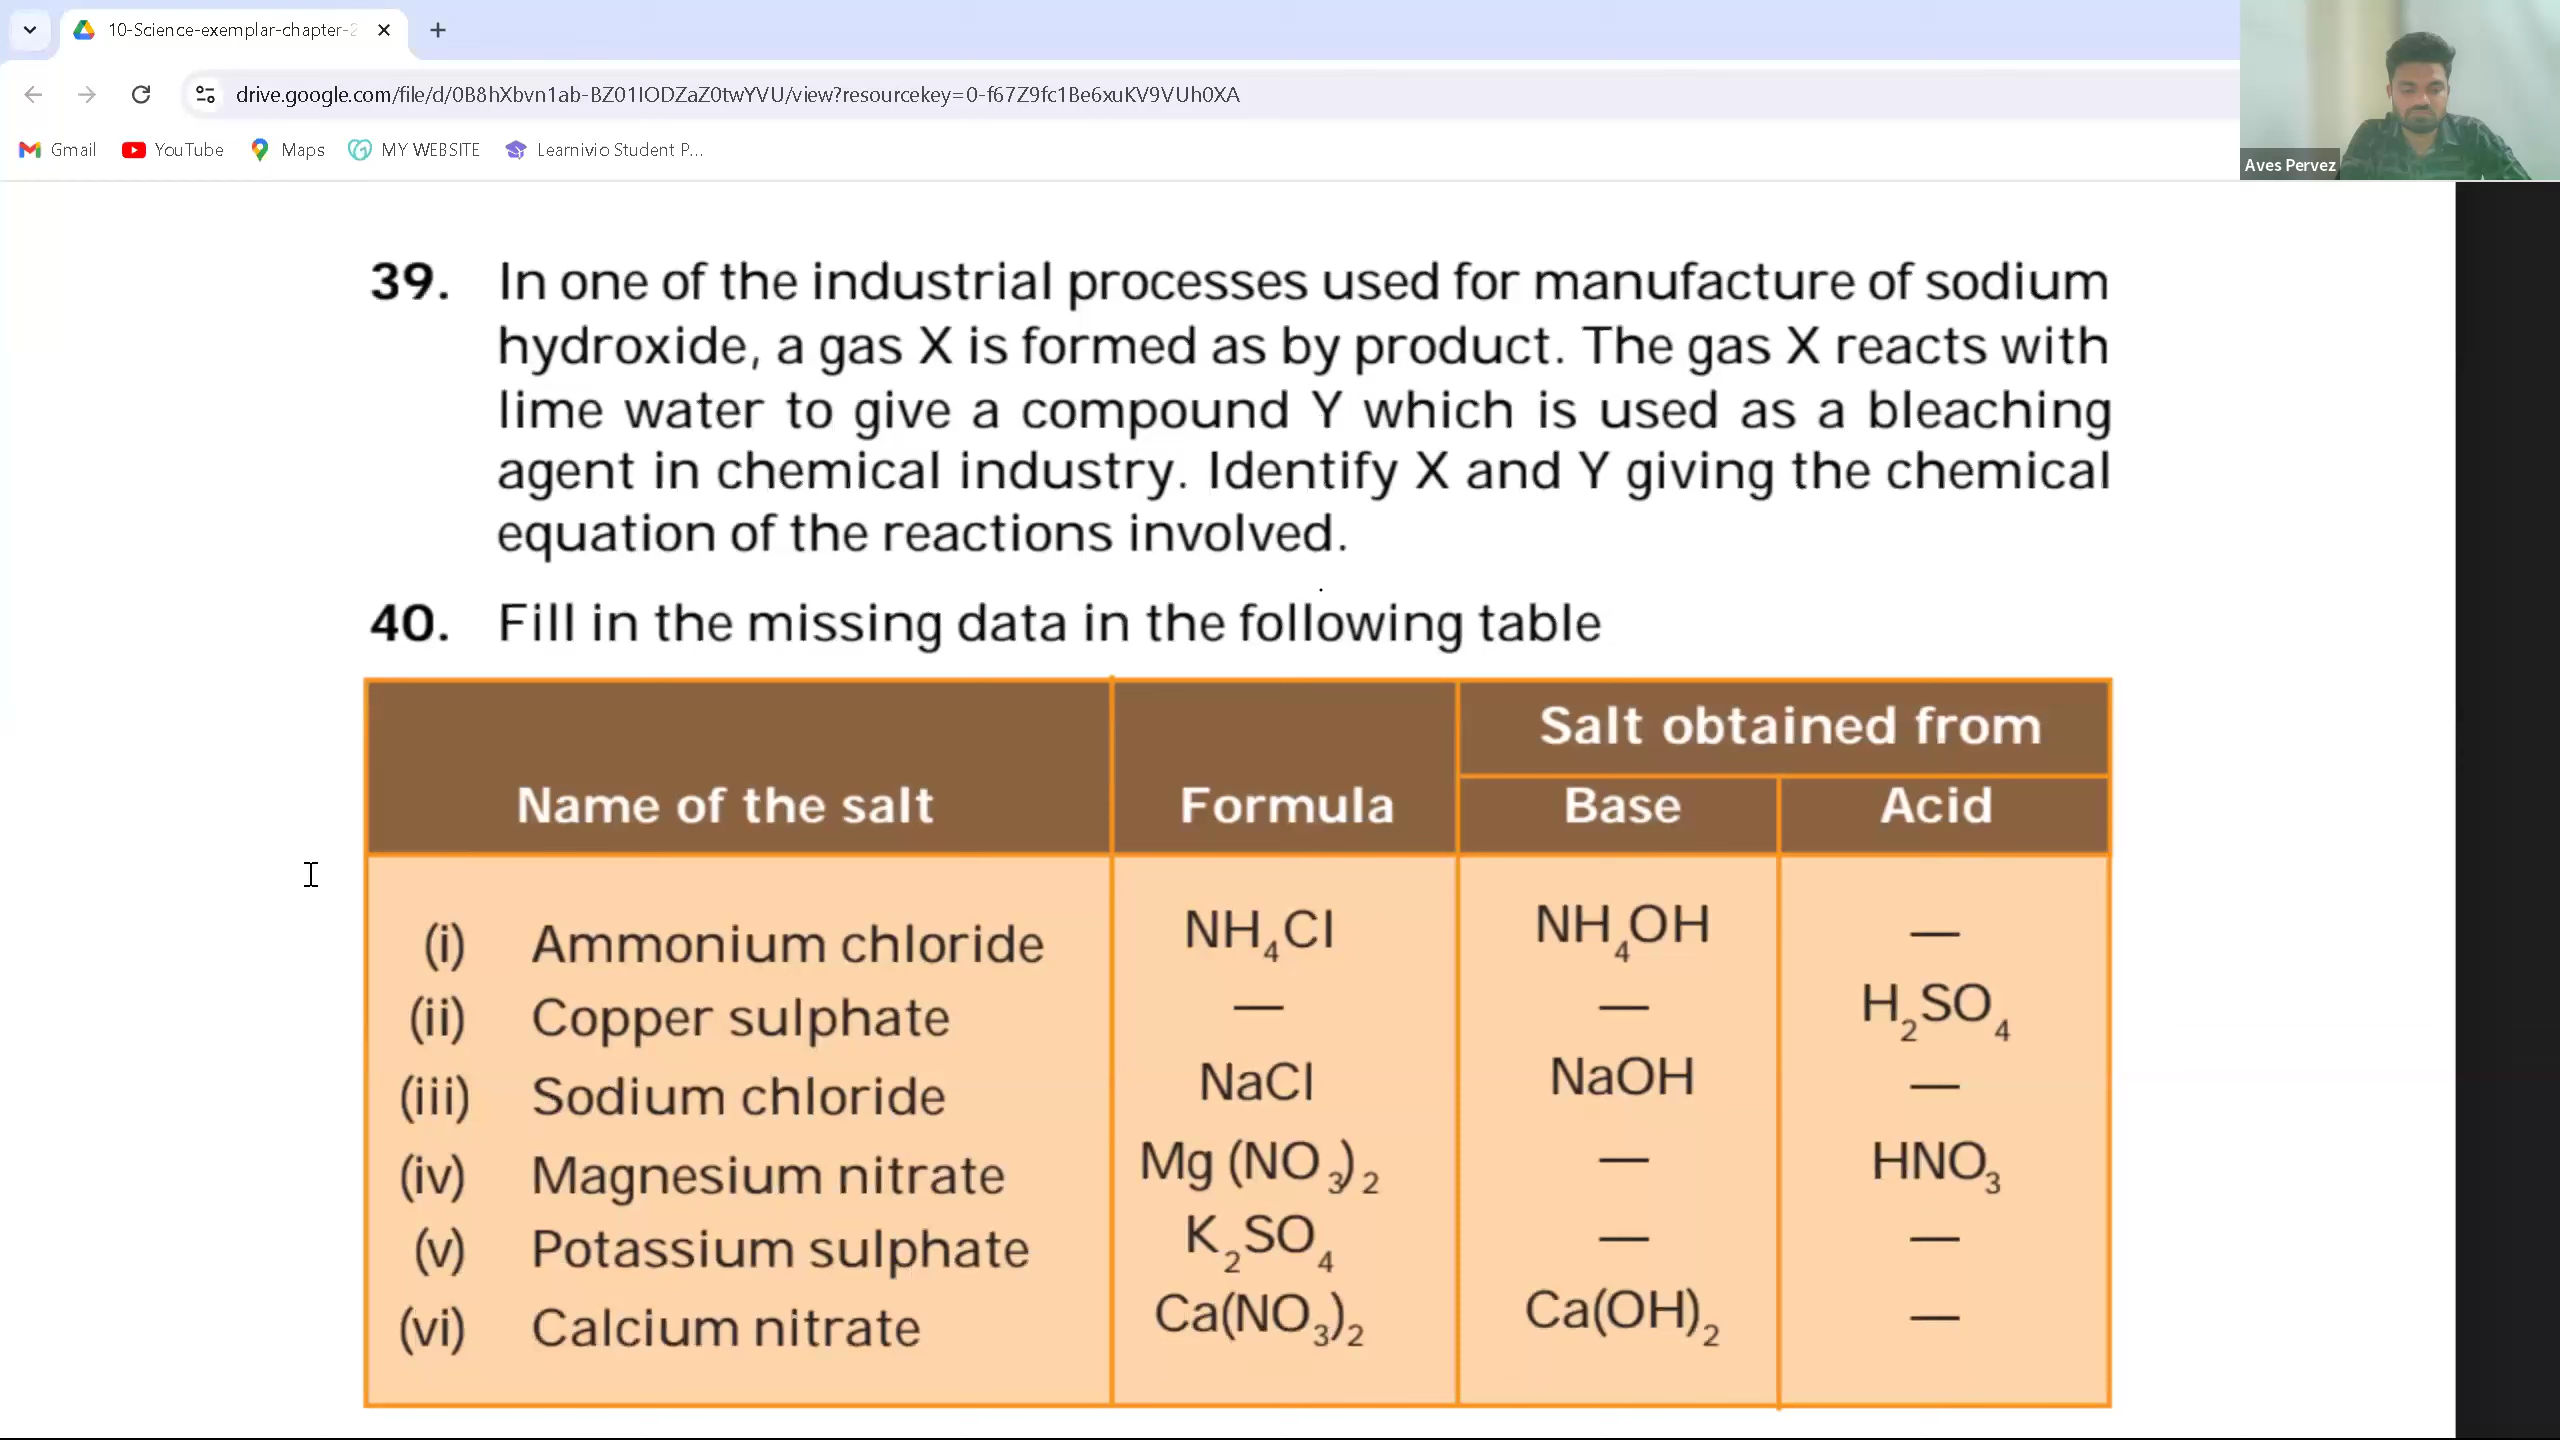 10-Science-exemplar-chapter-2
drive.google.com/file/d/0B8hXbvn1ab-BZ01IODZaZ0twYVU/view?resourcekey=0-f67Z9fc1Be6xuKV9VUh0XA
Gmail YouTube Maps MY WEBSITE Learnivio Student P...
Aves Pervez
39. In one of the industrial processes used for manufacture of sodium
hydroxide, a gas X is formed as by product. The gas X reacts with
lime water to give a compound Y which is used as a bleaching
agent in chemical industry. Identify X and Y giving the chemical
equation of the reactions involved.
40. Fill in the missing data in the following table
Salt obtained from
Name of the salt Formula Base Acid
(i) Ammonium chloride NH₄Cl NH₄OH —
(ii) Copper sulphate — — H₂SO₄
(iii) Sodium chloride NaCl NaOH —
(iv) Magnesium nitrate Mg (NO₃)₂ — HNO₃
(v) Potassium sulphate K₂SO₄ — —
(vi) Calcium nitrate Ca(NO₃)₂ Ca(OH)₂ —